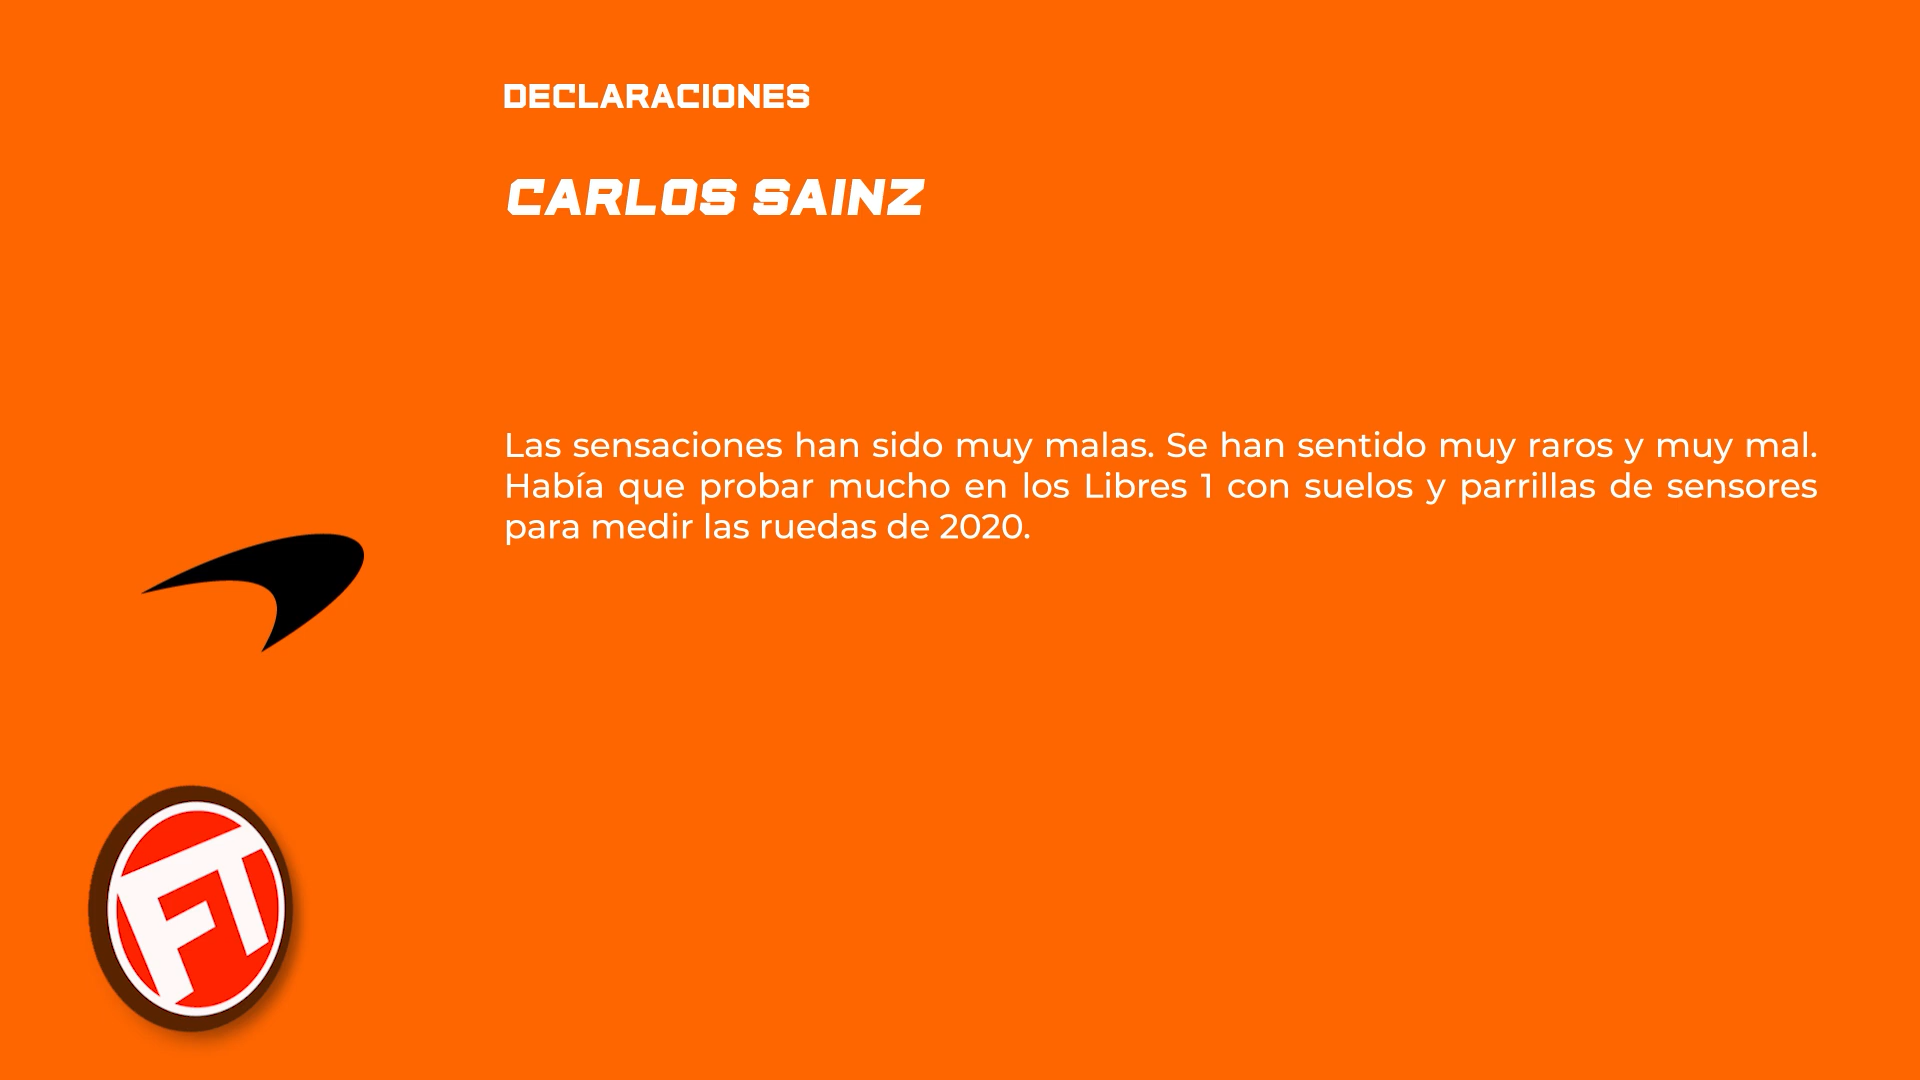 DECLARACIONES
CARLOS SAINZ
Las sensaciones han sido muy malas. Se han sentido muy raros y muy mal.
Había que probar mucho en los Libres 1 con suelos y parrillas de sensores
para medir las ruedas de 2020.
FT